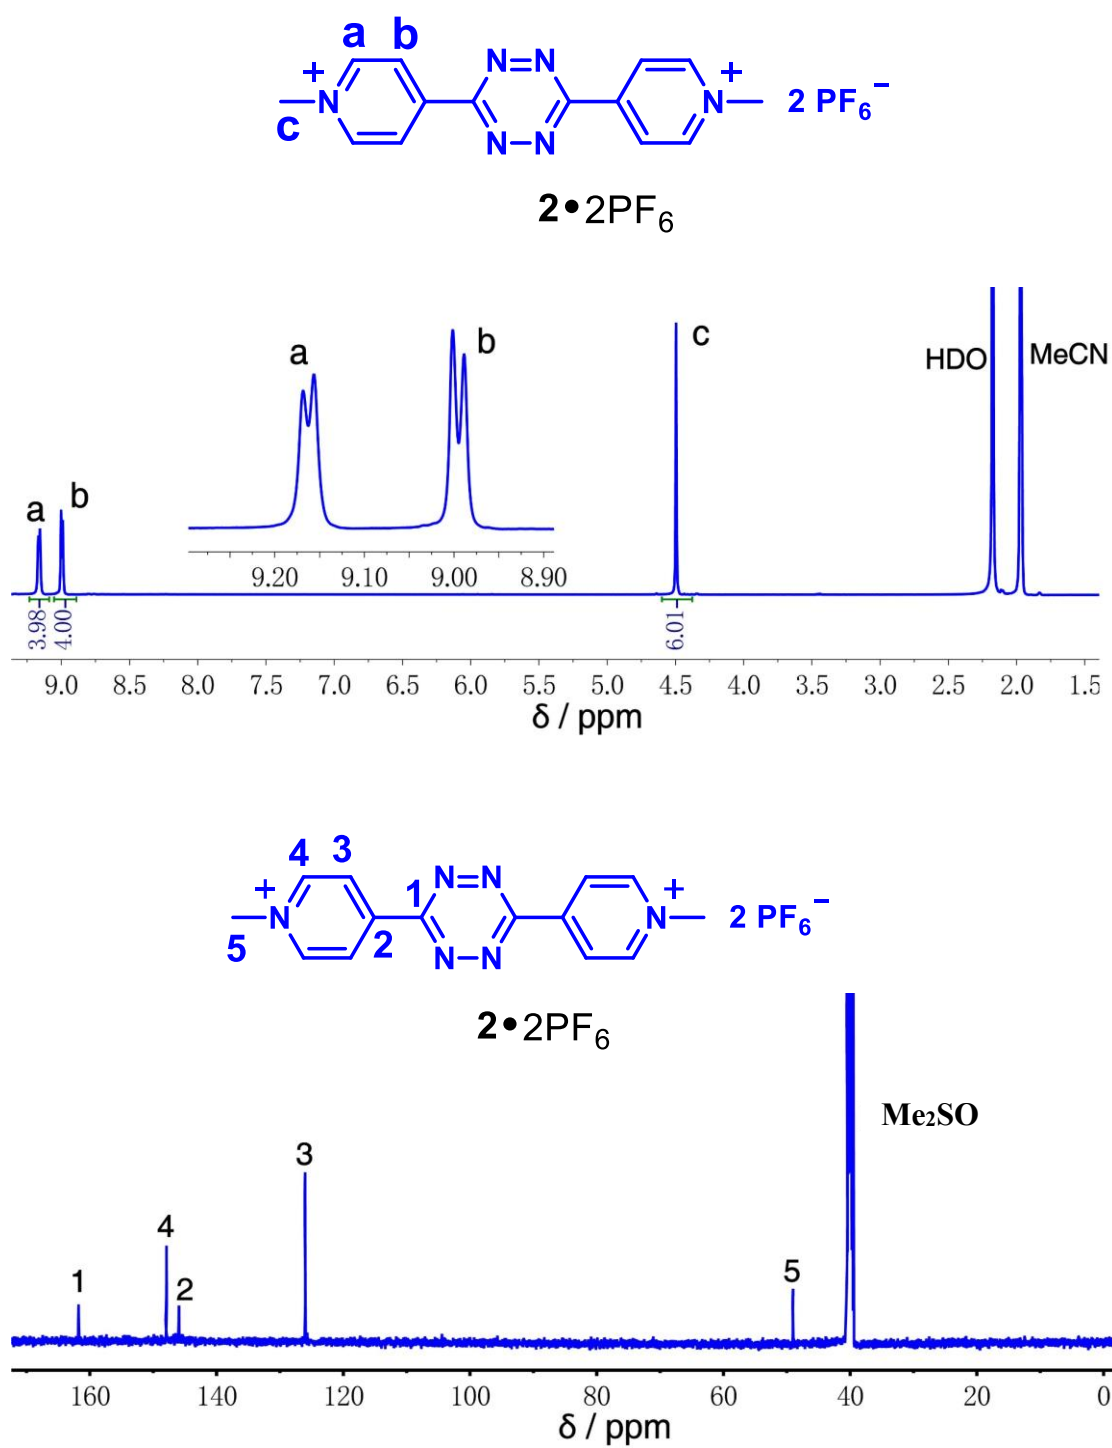 a b
N=N
+ +
N N 2 PF₆⁻
c
N-N
2•2PF₆
a b c
HDO MeCN
a b
9.20 9.10 9.00 8.90
3.98 4.00 6.01
9.0 8.5 8.0 7.5 7.0 6.5 6.0 5.5 5.0 4.5 4.0 3.5 3.0 2.5 2.0 1.5
δ / ppm
4 3
N=N
+ 1 +
N N 2 PF₆⁻
5 2
N-N
2•2PF₆
Me₂SO
3
4
1 2 5
160 140 120 100 80 60 40 20 0
δ / ppm